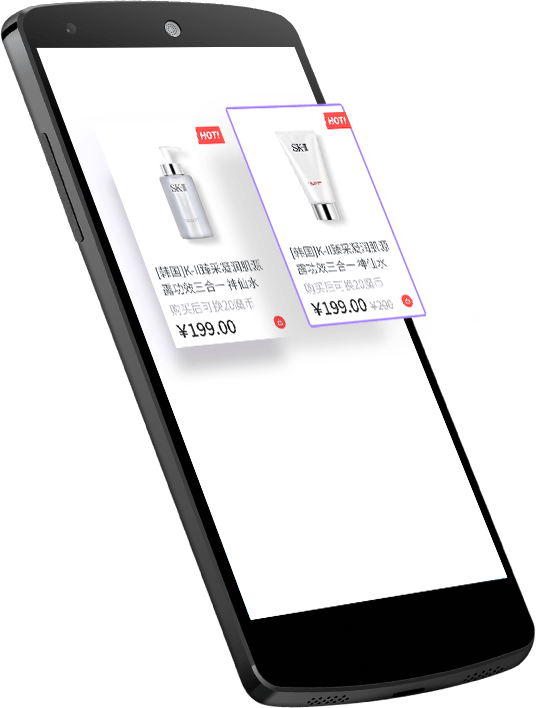 HOT!
SK-II
[韩国]K-II臻采凝润肌源
露功效三合一 神仙水
购买后可换20魔币
¥199.00
HOT!
SK-II
[韩国]K-II臻采凝润肌源
露功效三合一 神仙水
购买后可换20魔币
¥199.00 ¥290